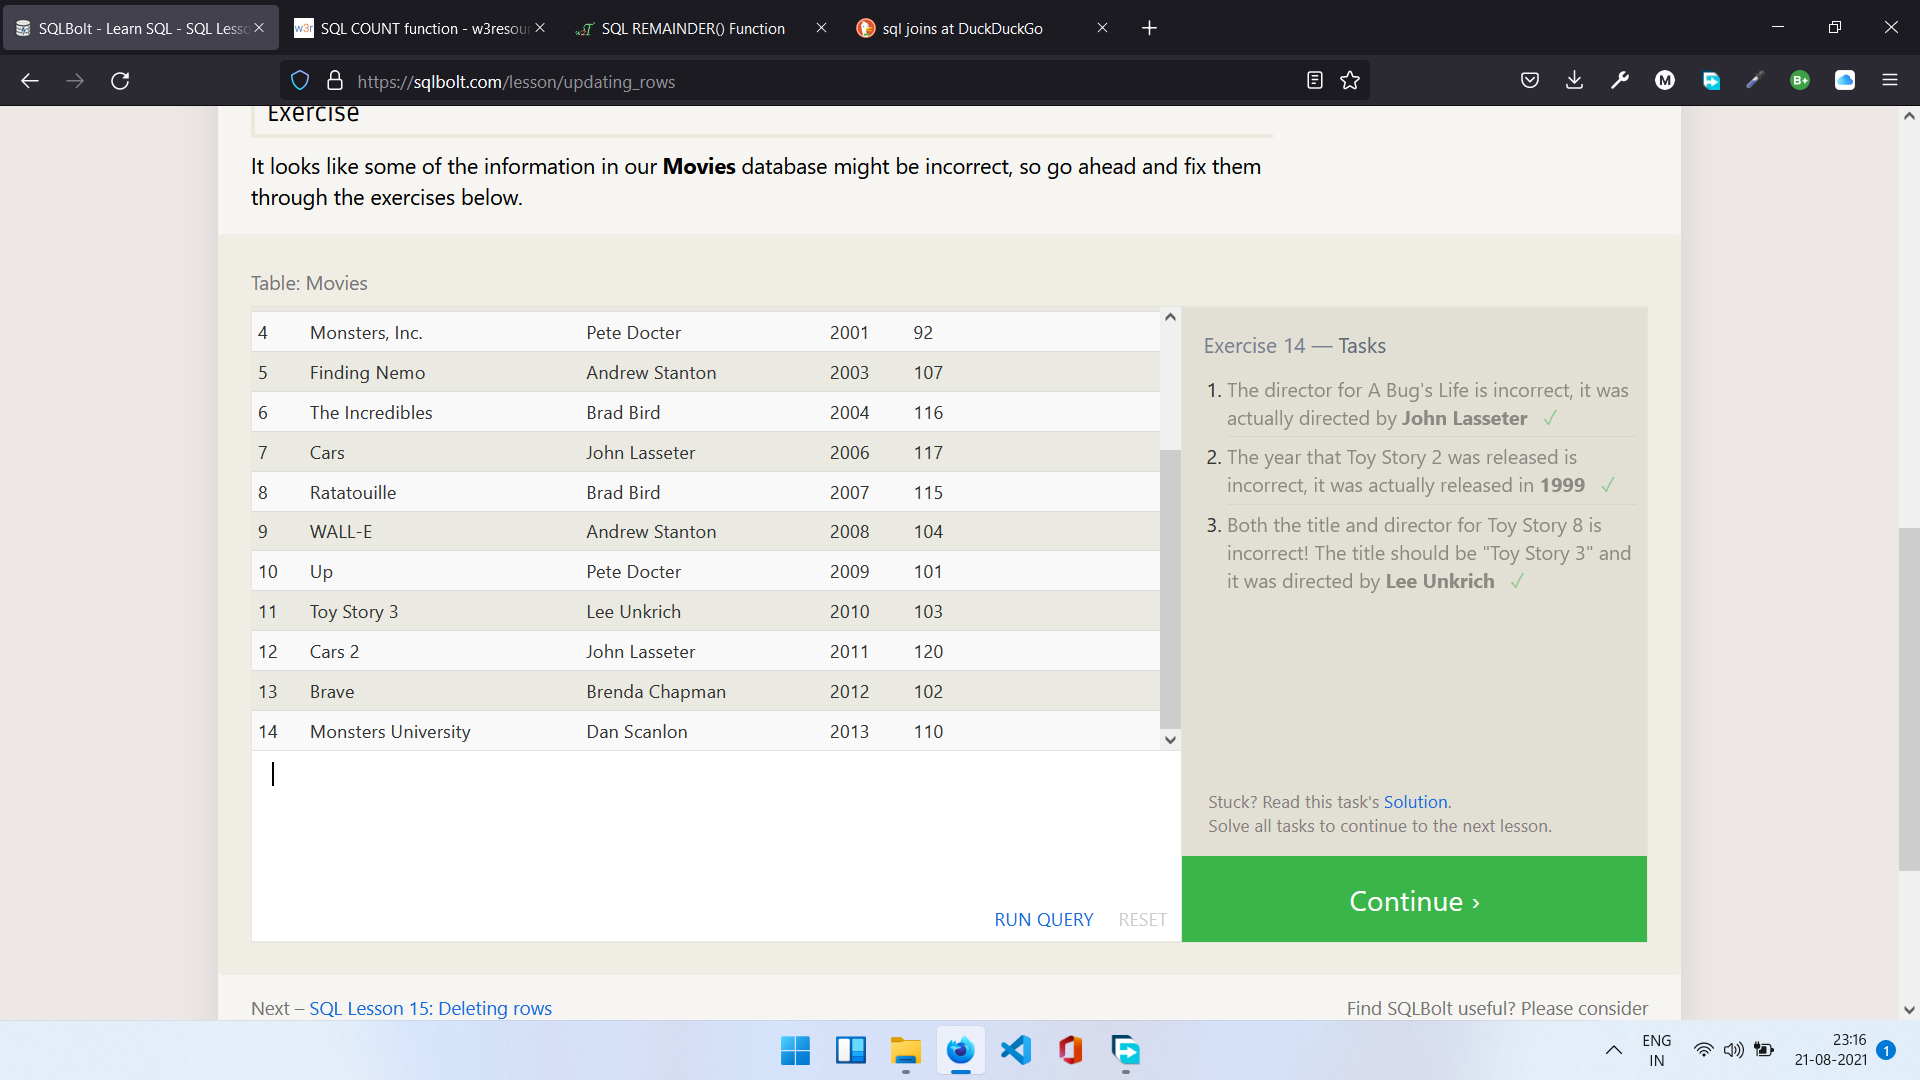 SQLBolt - Learn SQL - SQL Lesso
w3r SQL COUNT function - w3resour
SQL REMAINDER() Function
sql joins at DuckDuckGo
https://sqlbolt.com/lesson/updating_rows
M
B+
Exercise
It looks like some of the information in our Movies database might be incorrect, so go ahead and fix them
through the exercises below.
Table: Movies
4 Monsters, Inc. Pete Docter 2001 92
5 Finding Nemo Andrew Stanton 2003 107
6 The Incredibles Brad Bird 2004 116
7 Cars John Lasseter 2006 117
8 Ratatouille Brad Bird 2007 115
9 WALL-E Andrew Stanton 2008 104
10 Up Pete Docter 2009 101
11 Toy Story 3 Lee Unkrich 2010 103
12 Cars 2 John Lasseter 2011 120
13 Brave Brenda Chapman 2012 102
14 Monsters University Dan Scanlon 2013 110
RUN QUERY RESET
Exercise 14 — Tasks
1. The director for A Bug's Life is incorrect, it was
actually directed by John Lasseter ✓
2. The year that Toy Story 2 was released is
incorrect, it was actually released in 1999 ✓
3. Both the title and director for Toy Story 8 is
incorrect! The title should be "Toy Story 3" and
it was directed by Lee Unkrich ✓
Stuck? Read this task's Solution.
Solve all tasks to continue to the next lesson.
Continue ›
Next – SQL Lesson 15: Deleting rows
Find SQLBolt useful? Please consider
ENG
IN
23:16
21-08-2021
1